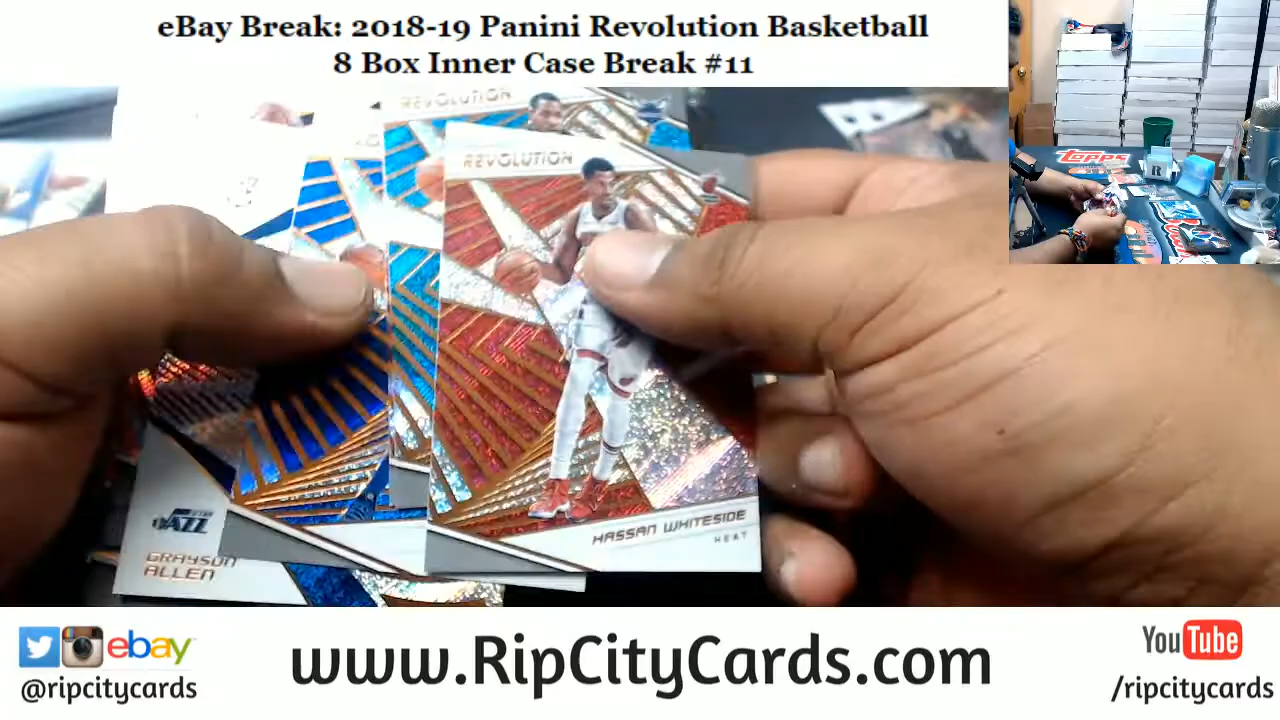 eBay Break: 2018-19 Panini Revolution Basketball
8 Box Inner Case Break #11
REVOLUTION
REVOLUTION
topps
R
HASSAN WHITESIDE
HEAT
JAZZ
GRAYSON
ALLEN
ebay
@ripcitycards
www.RipCityCards.com
YouTube
/ripcitycards